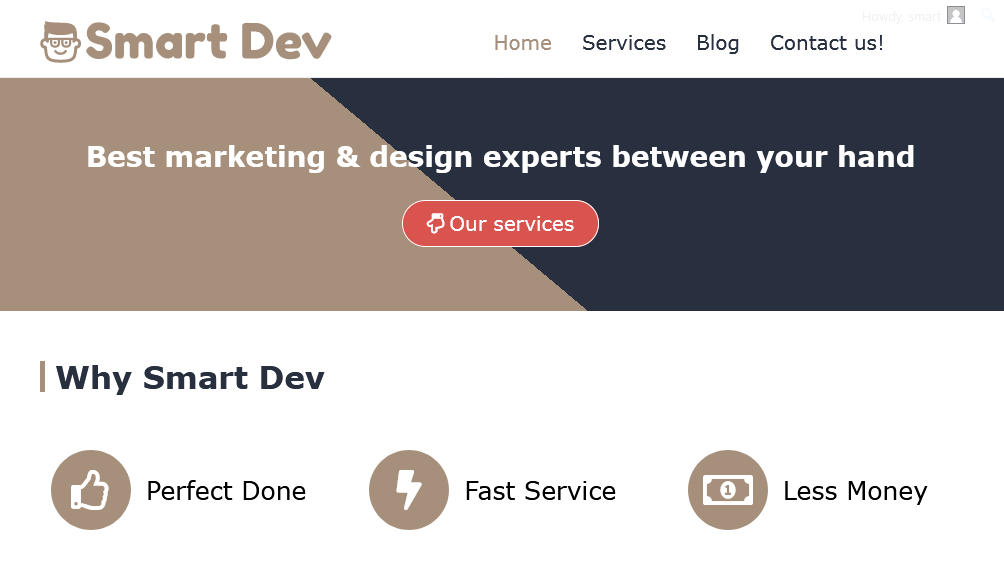 Howdy, smart
Smart Dev
Home Services Blog Contact us!
Best marketing & design experts between your hand
Our services
Why Smart Dev
Perfect Done Fast Service Less Money